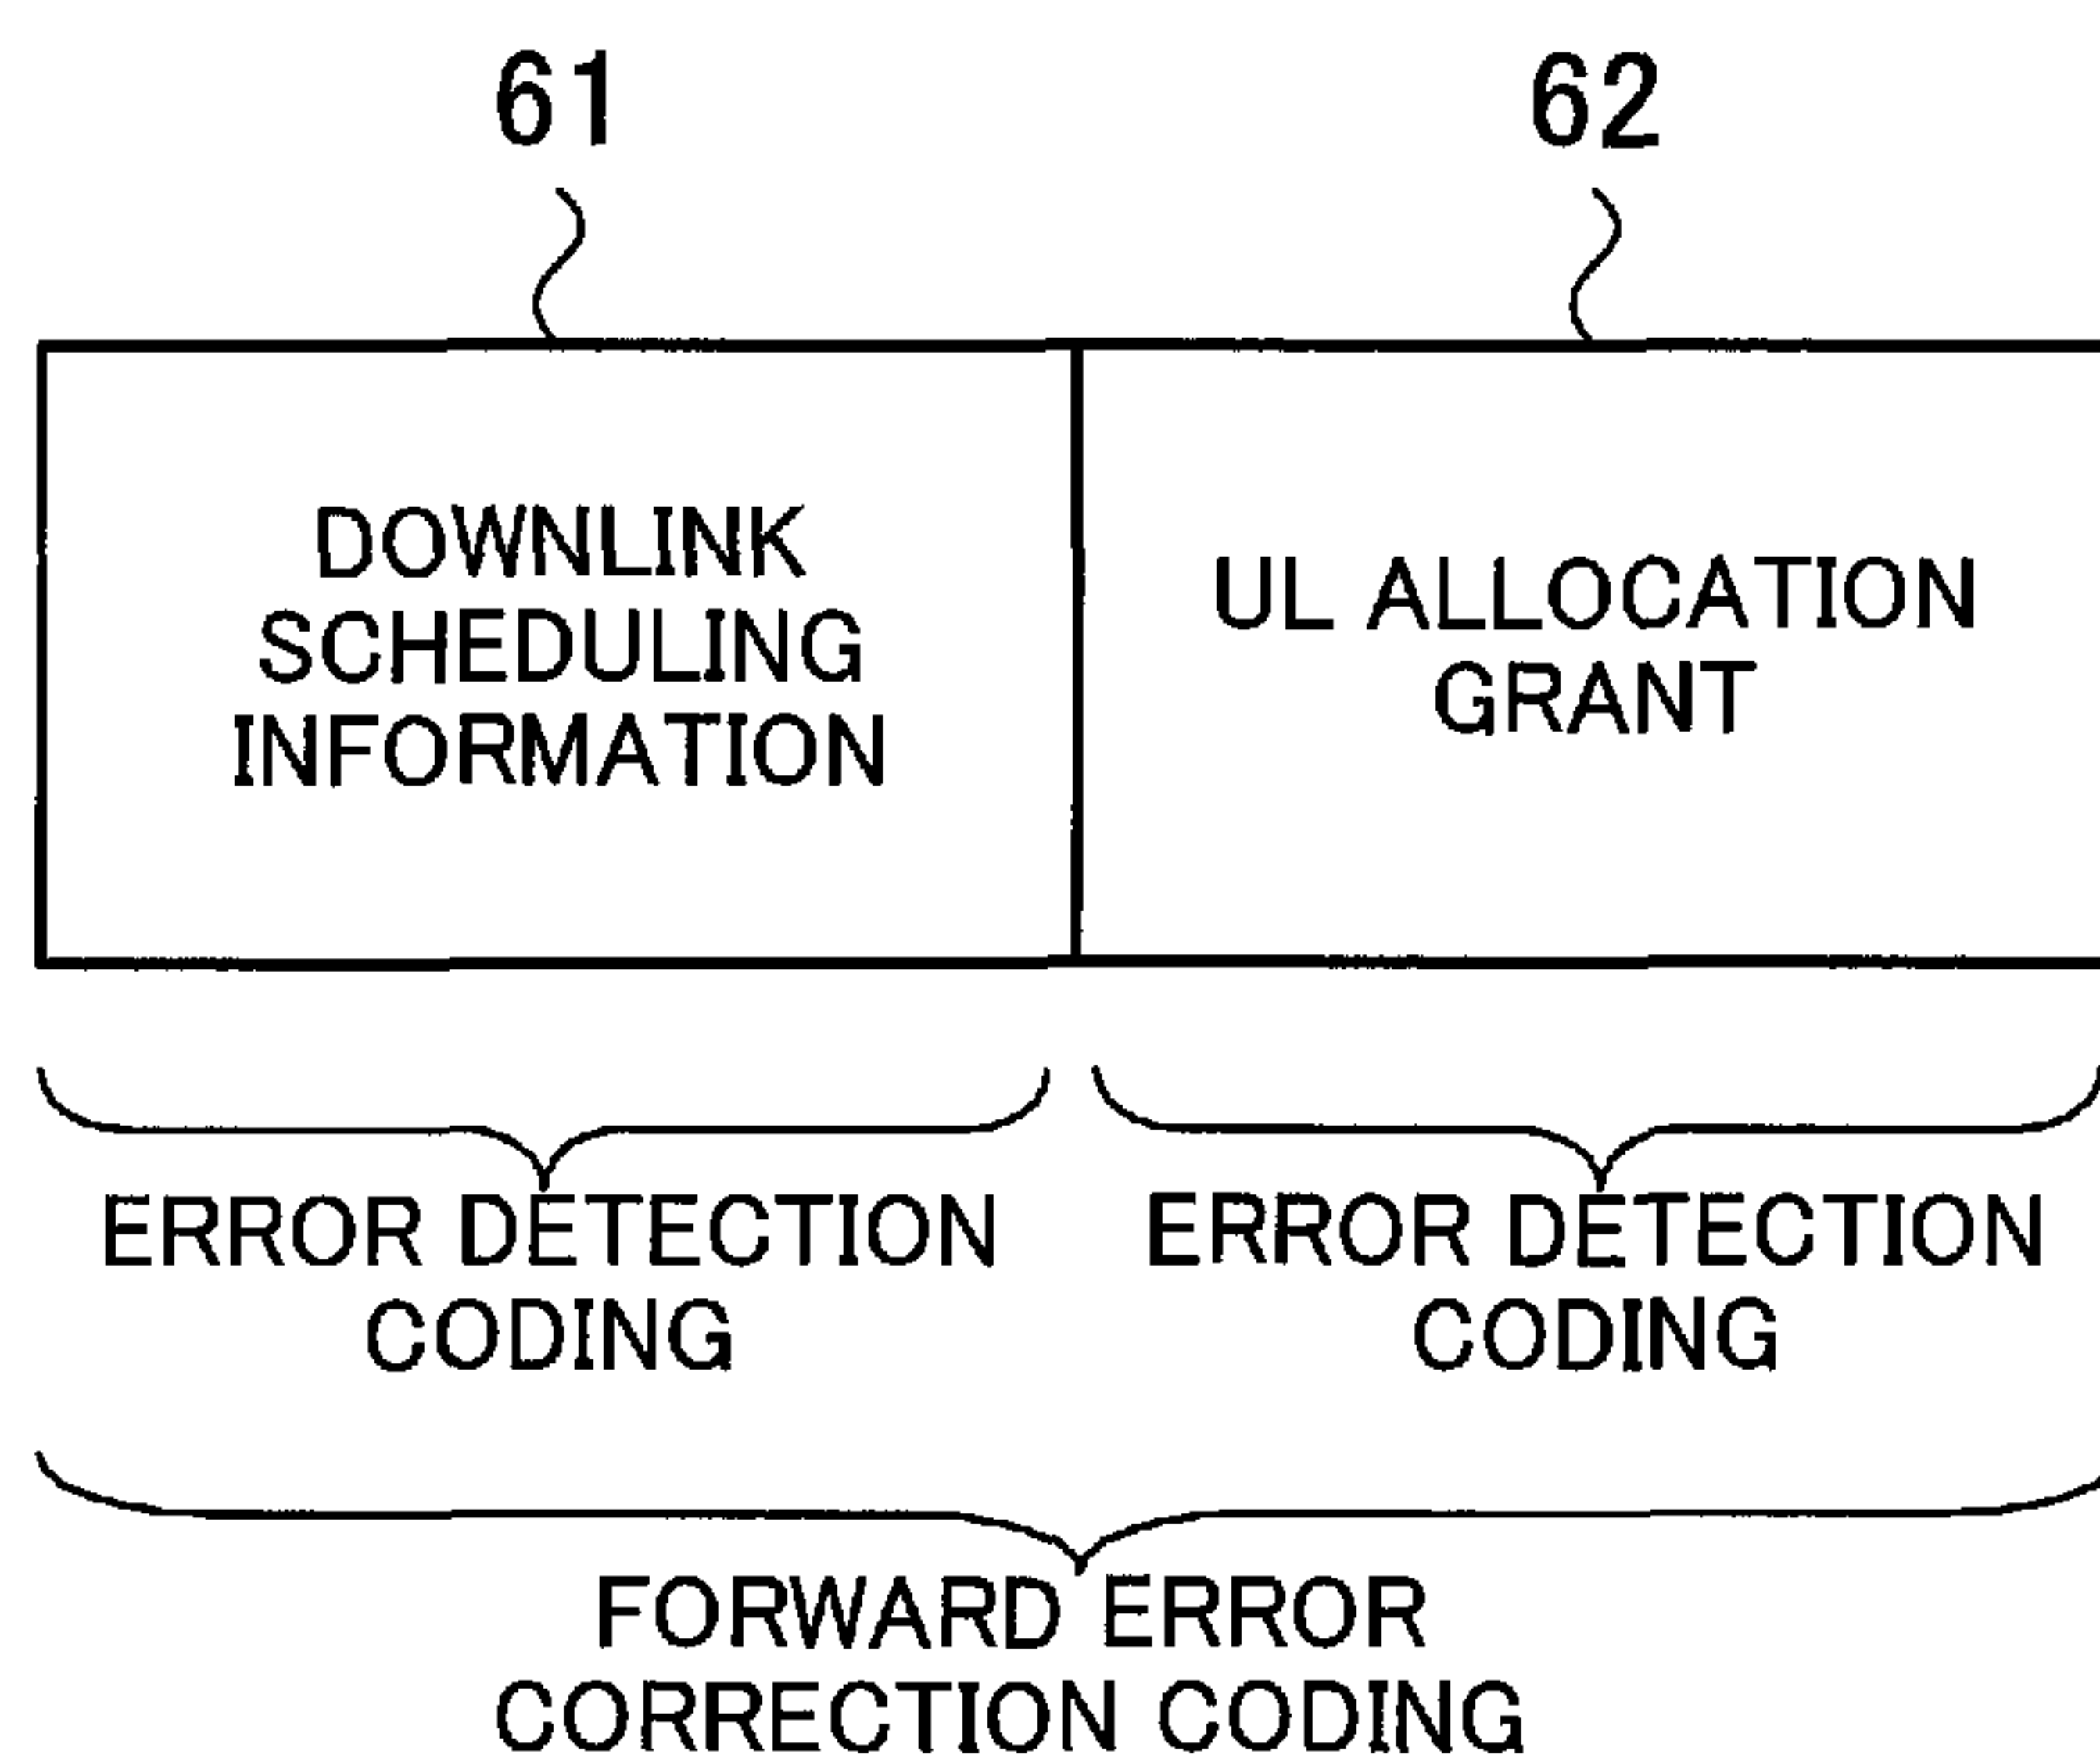 61 62
DOWNLINK
SCHEDULING
INFORMATION
UL ALLOCATION
GRANT
ERROR DETECTION
CODING
ERROR DETECTION
CODING
FORWARD ERROR
CORRECTION CODING